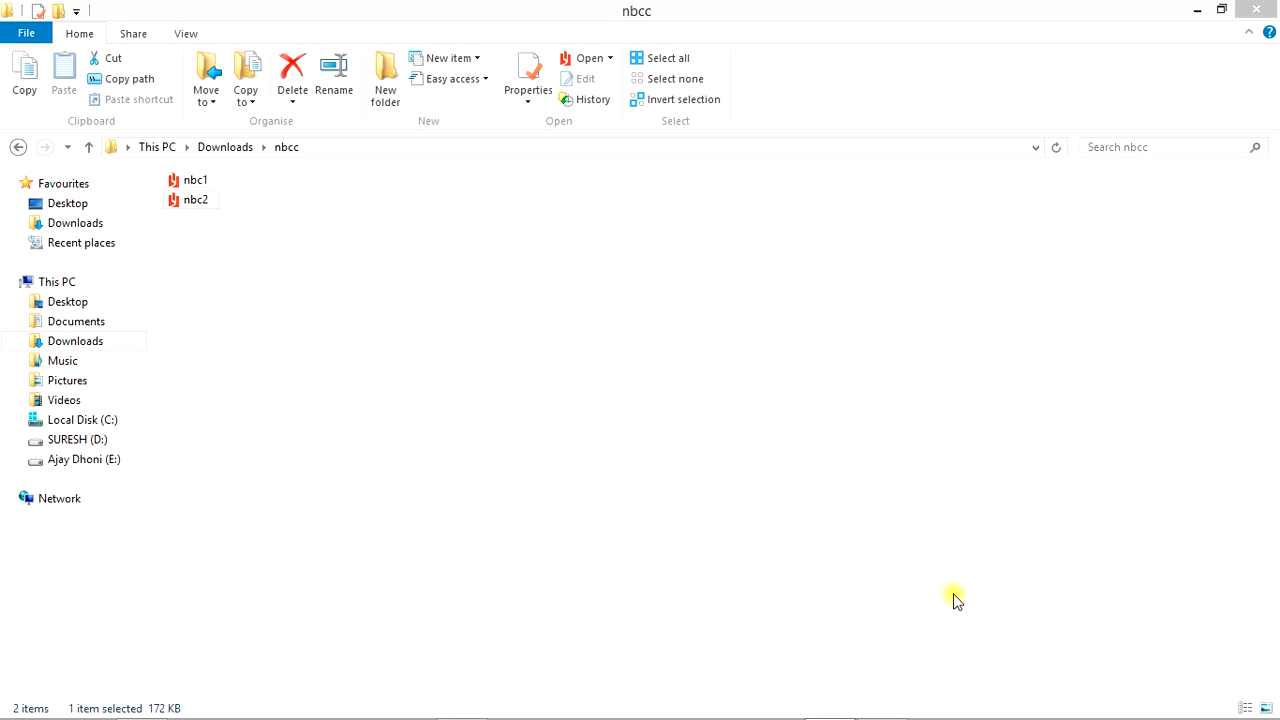 nbcc
File Home Share View
Copy
Paste
Cut
Copy path
Paste shortcut
Clipboard
Move to
Copy to
Delete
Rename
Organise
New folder
New item
Easy access
New
Properties
Open
Edit
History
Open
Select all
Select none
Invert selection
Select
This PC Downloads nbcc
Search nbcc
Favourites
Desktop
Downloads
Recent places
This PC
Desktop
Documents
Downloads
Music
Pictures
Videos
Local Disk (C:)
SURESH (D:)
Ajay Dhoni (E:)
Network
nbc1
nbc2
2 items 1 item selected 172 KB